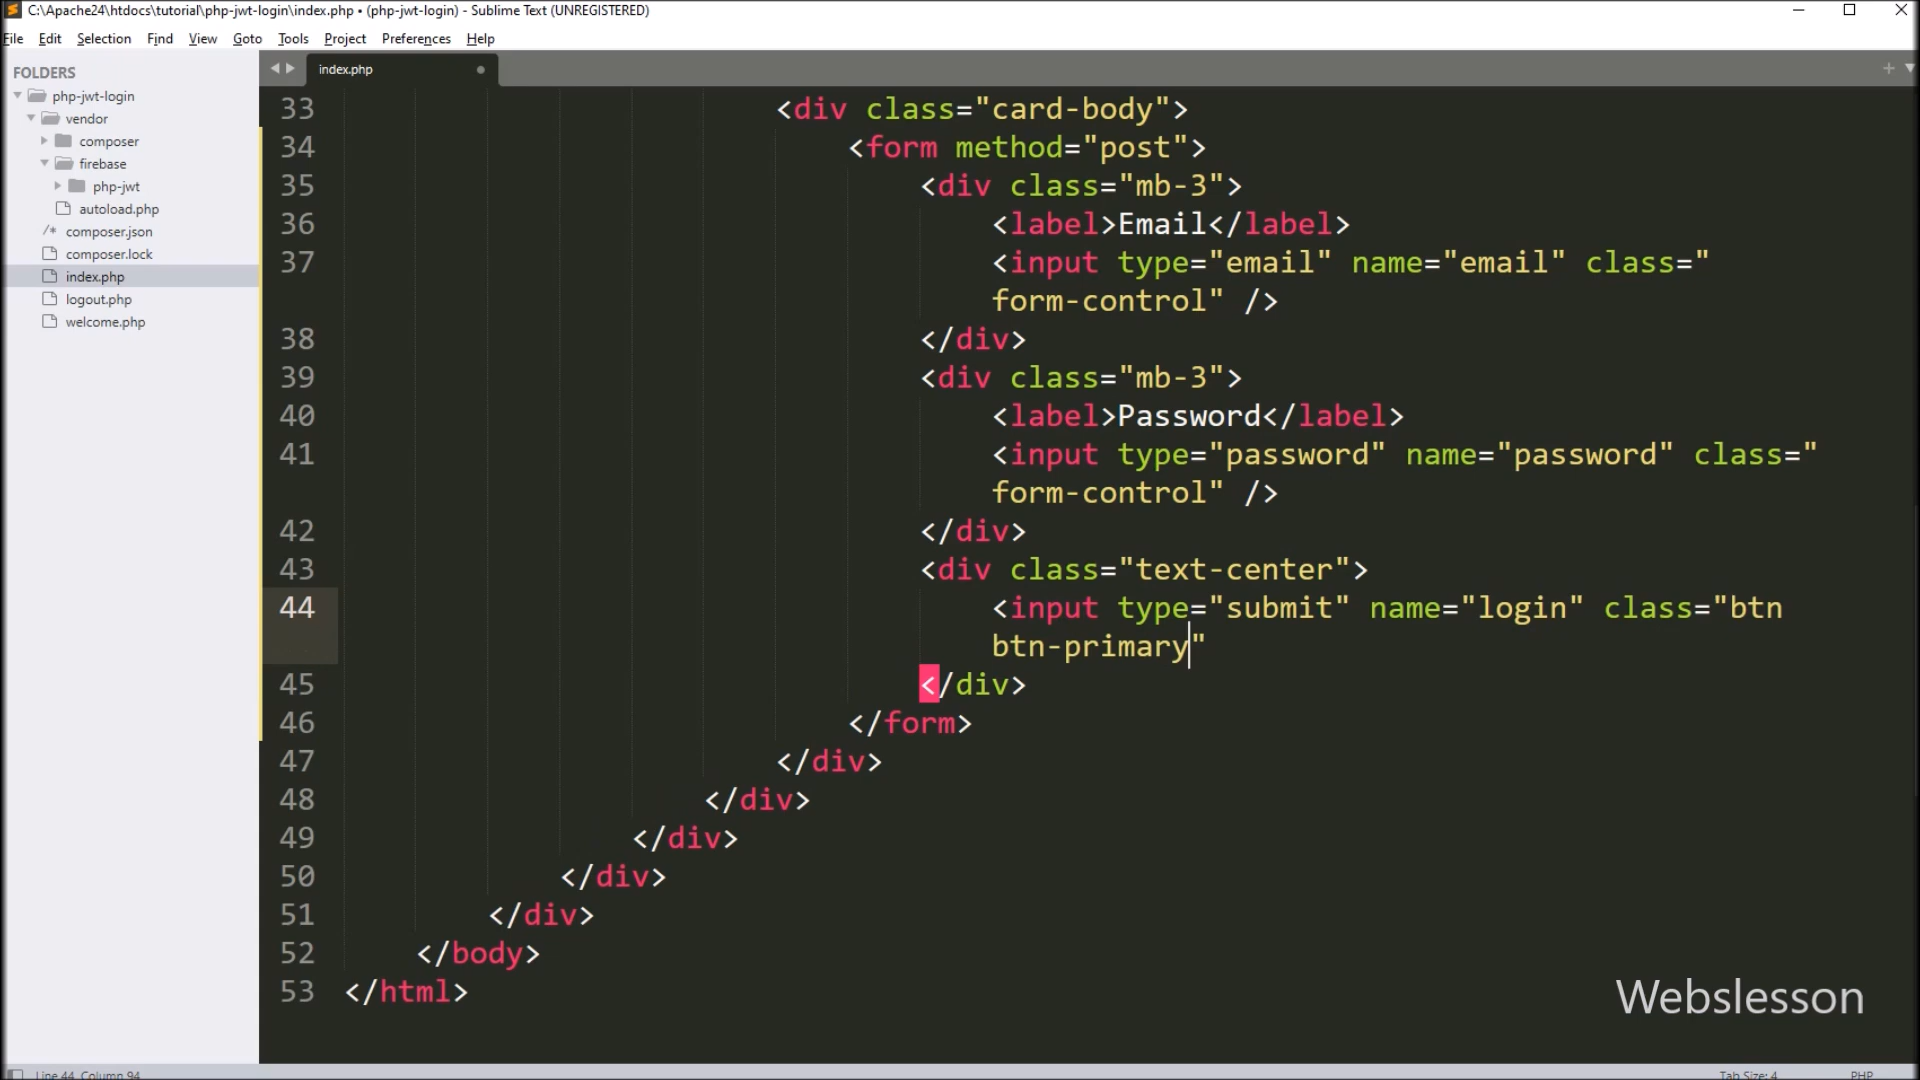 C:\Apache24\htdocs\tutorial\php-jwt-login\index.php • (php-jwt-login) - Sublime Text (UNREGISTERED)
File Edit Selection Find View Goto Tools Project Preferences Help
FOLDERS
php-jwt-login
vendor
composer
firebase
php-jwt
autoload.php
/* composer.json
composer.lock
index.php
logout.php
welcome.php
index.php
33 <div class="card-body">
34 <form method="post">
35 <div class="mb-3">
36 <label>Email</label>
37 <input type="email" name="email" class="
form-control" />
38 </div>
39 <div class="mb-3">
40 <label>Password</label>
41 <input type="password" name="password" class="
form-control" />
42 </div>
43 <div class="text-center">
44 <input type="submit" name="login" class="btn
btn-primary"
45 </div>
46 </form>
47 </div>
48 </div>
49 </div>
50 </div>
51 </div>
52 </body>
53 </html>
Webslesson
Line 44, Column 94
Tab Size: 4
PHP